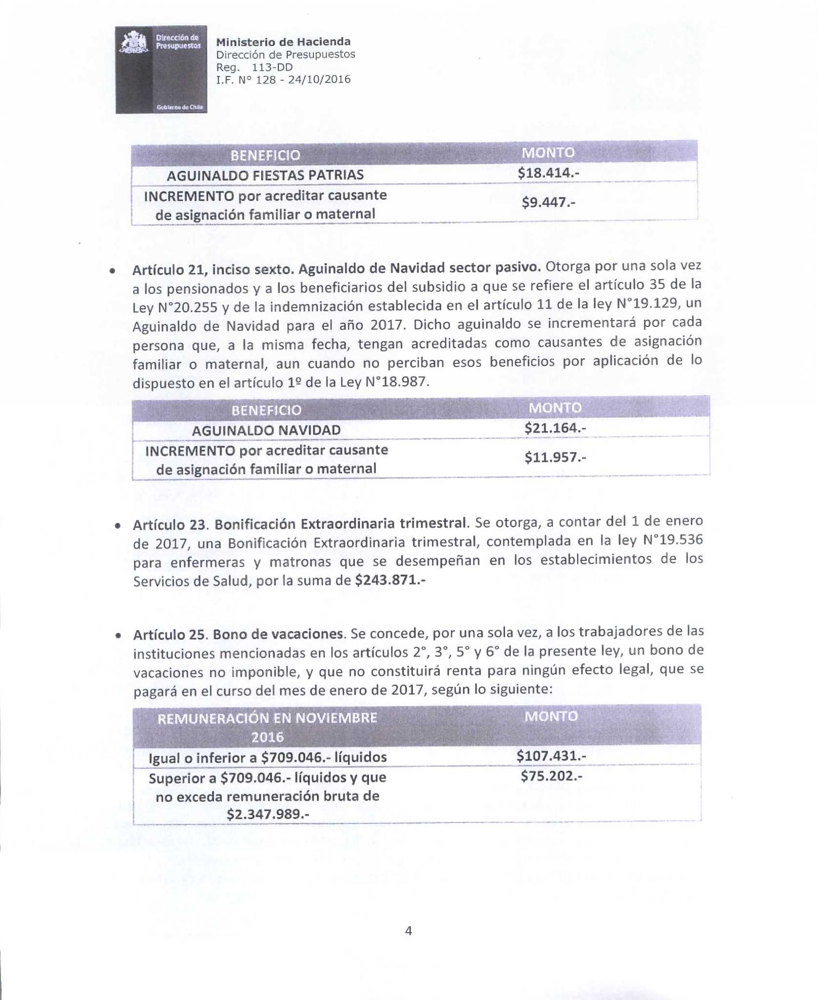 Dirección de
Presupuestos
Gobierno de Chile
Ministerio de Hacienda
Dirección de Presupuestos
Reg. 113-DD
I.F. N° 128 - 24/10/2016
BENEFICIO MONTO
AGUINALDO FIESTAS PATRIAS $18.414.-
INCREMENTO por acreditar causante
de asignación familiar o maternal $9.447.-
• Artículo 21, inciso sexto. Aguinaldo de Navidad sector pasivo. Otorga por una sola vez
a los pensionados y a los beneficiarios del subsidio a que se refiere el artículo 35 de la
Ley N°20.255 y de la indemnización establecida en el artículo 11 de la ley N°19.129, un
Aguinaldo de Navidad para el año 2017. Dicho aguinaldo se incrementará por cada
persona que, a la misma fecha, tengan acreditadas como causantes de asignación
familiar o maternal, aun cuando no perciban esos beneficios por aplicación de lo
dispuesto en el artículo 1º de la Ley N°18.987.
BENEFICIO MONTO
AGUINALDO NAVIDAD $21.164.-
INCREMENTO por acreditar causante
de asignación familiar o maternal $11.957.-
• Artículo 23. Bonificación Extraordinaria trimestral. Se otorga, a contar del 1 de enero
de 2017, una Bonificación Extraordinaria trimestral, contemplada en la ley N°19.536
para enfermeras y matronas que se desempeñan en los establecimientos de los
Servicios de Salud, por la suma de $243.871.-
• Artículo 25. Bono de vacaciones. Se concede, por una sola vez, a los trabajadores de las
instituciones mencionadas en los artículos 2°, 3°, 5° y 6° de la presente ley, un bono de
vacaciones no imponible, y que no constituirá renta para ningún efecto legal, que se
pagará en el curso del mes de enero de 2017, según lo siguiente:
REMUNERACIÓN EN NOVIEMBRE MONTO
2016
Igual o inferior a $709.046.- líquidos $107.431.-
Superior a $709.046.- líquidos y que $75.202.-
no exceda remuneración bruta de
$2.347.989.-
4